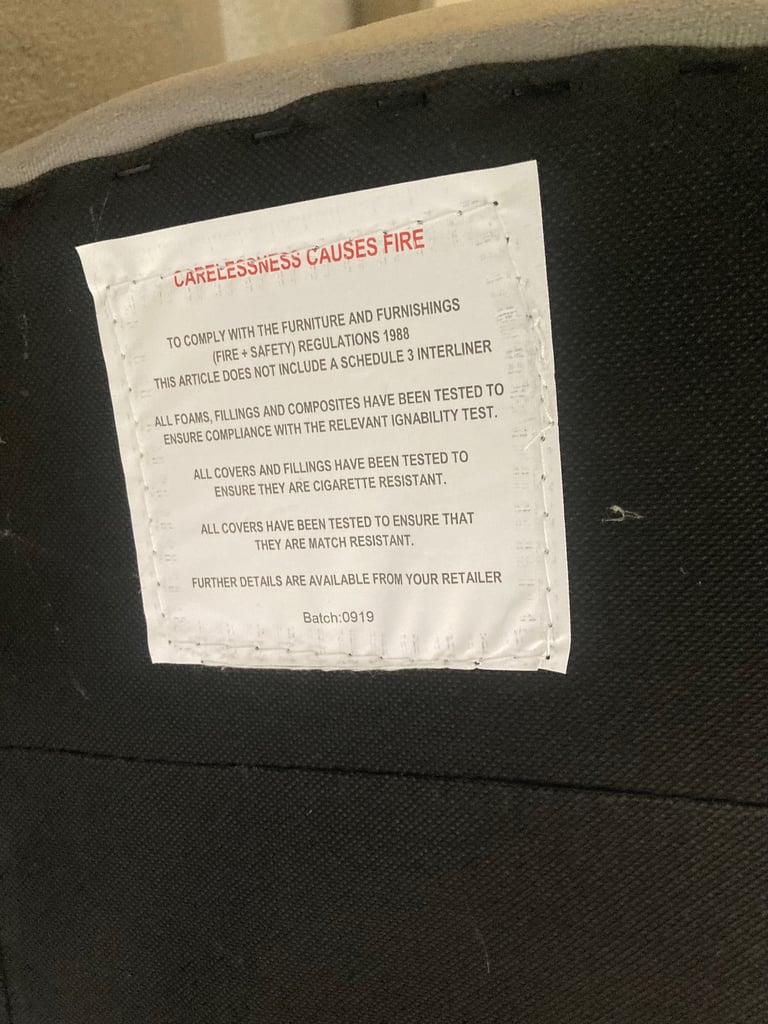 CARELESSNESS CAUSES FIRE
TO COMPLY WITH THE FURNITURE AND FURNISHINGS
(FIRE + SAFETY) REGULATIONS 1988
THIS ARTICLE DOES NOT INCLUDE A SCHEDULE 3 INTERLINER
ALL FOAMS, FILLINGS AND COMPOSITES HAVE BEEN TESTED TO
ENSURE COMPLIANCE WITH THE RELEVANT IGNABILITY TEST.
ALL COVERS AND FILLINGS HAVE BEEN TESTED TO
ENSURE THEY ARE CIGARETTE RESISTANT.
ALL COVERS HAVE BEEN TESTED TO ENSURE THAT
THEY ARE MATCH RESISTANT.
FURTHER DETAILS ARE AVAILABLE FROM YOUR RETAILER
Batch:0919